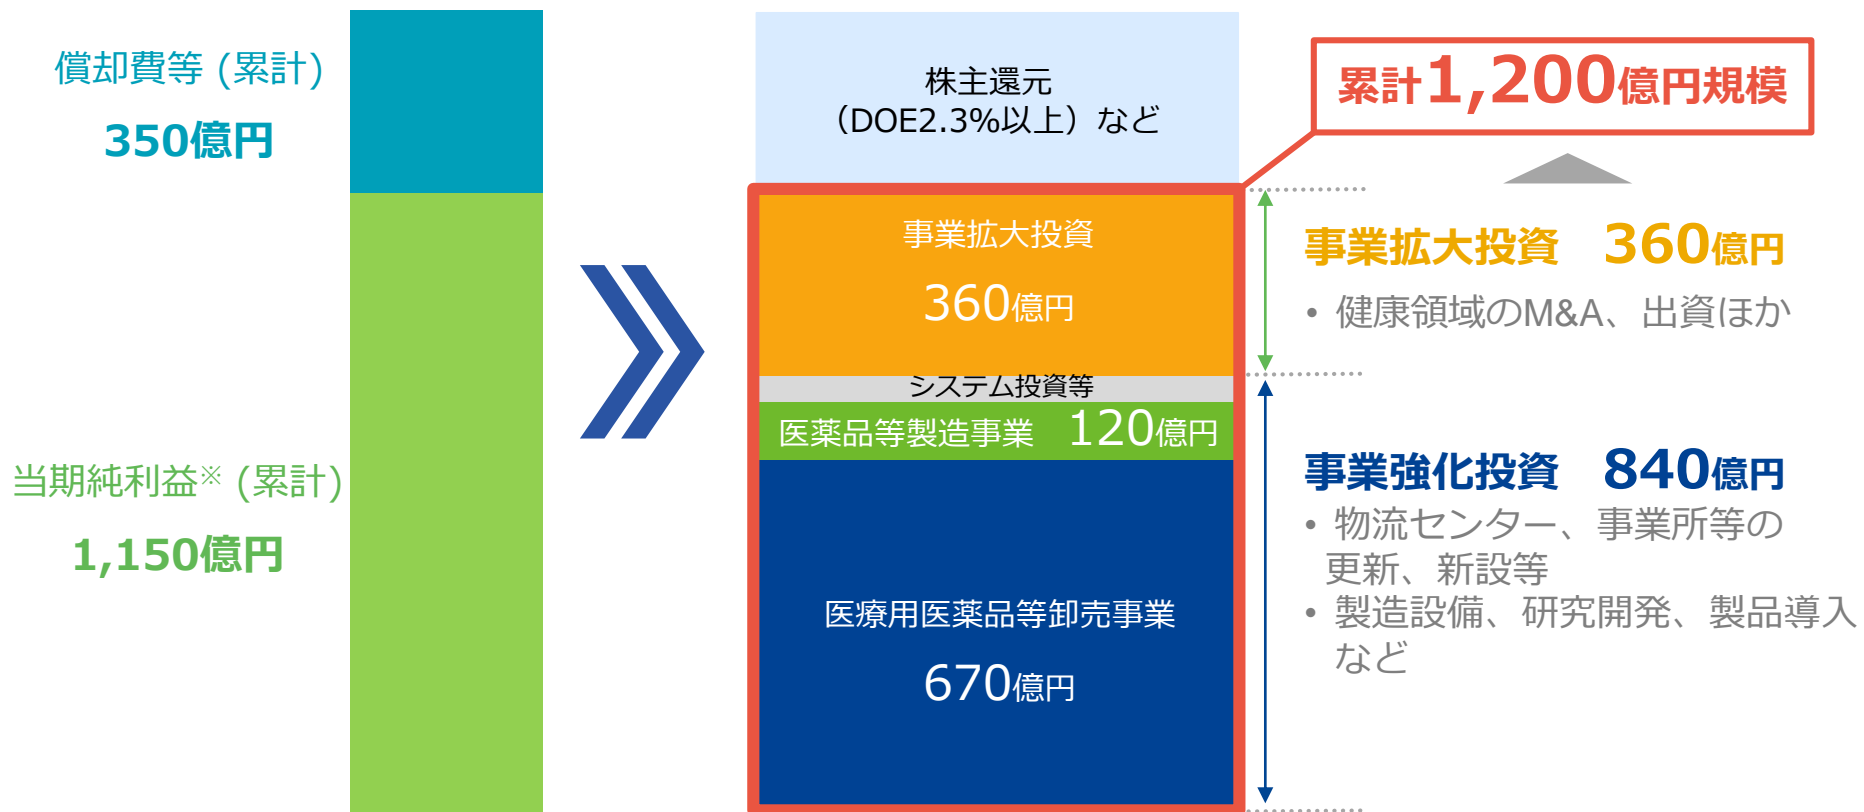 償却費等 (累計)
350億円
当期純利益※ (累計)
1,150億円
株主還元
（DOE2.3%以上）など
事業拡大投資
360億円
システム投資等
医薬品等製造事業　120億円
医療用医薬品等卸売事業
670億円
累計1,200億円規模
事業拡大投資　360億円
• 健康領域のM&A、出資ほか
事業強化投資　840億円
• 物流センター、事業所等の
更新、新設等
• 製造設備、研究開発、製品導入
など